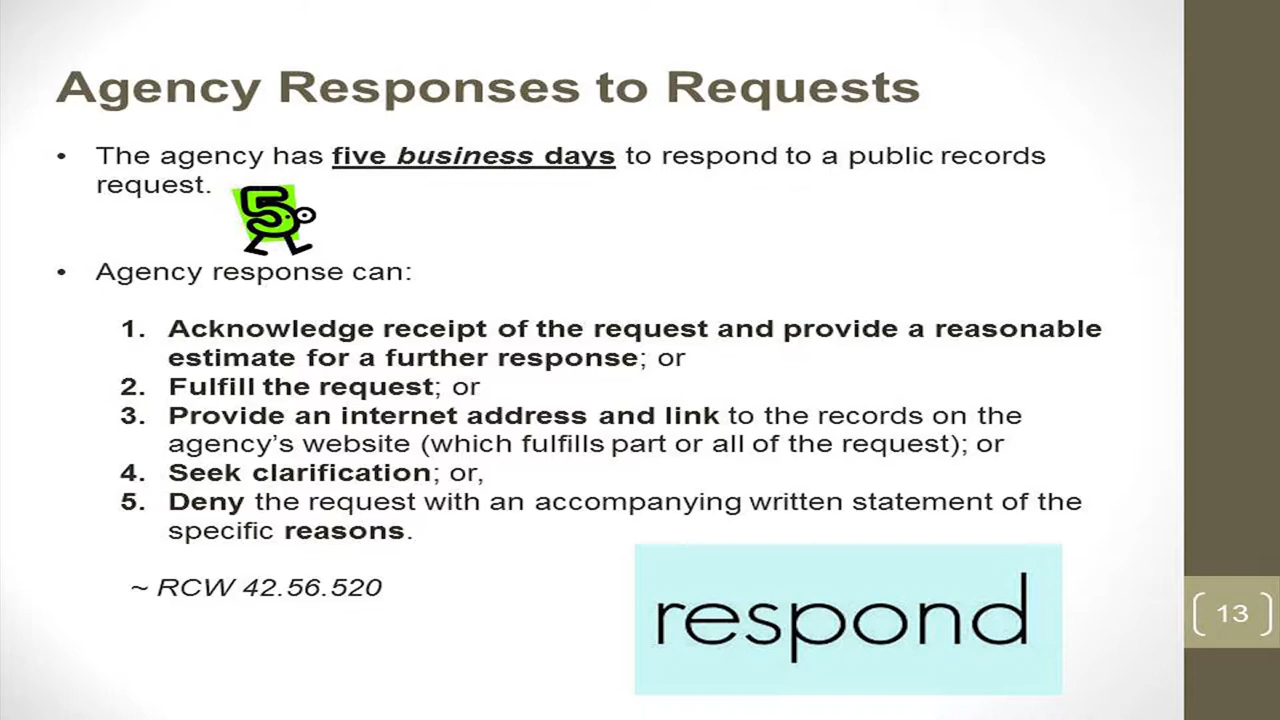 Agency Responses to Requests
• The agency has five business days to respond to a public records
request.
5
• Agency response can:
1. Acknowledge receipt of the request and provide a reasonable
estimate for a further response; or
2. Fulfill the request; or
3. Provide an internet address and link to the records on the
agency's website (which fulfills part or all of the request); or
4. Seek clarification; or,
5. Deny the request with an accompanying written statement of the
specific reasons.
~ RCW 42.56.520
respond
13